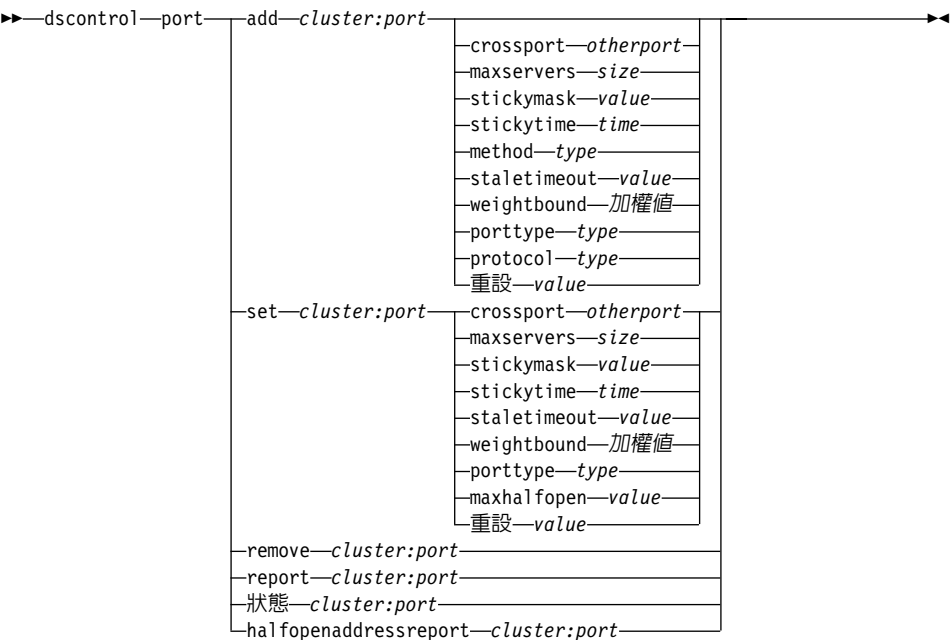 dscontrol port add cluster:port
crossport otherport
maxservers size
stickymask value
stickytime time
method type
staletimeout value
weightbound 加權值
porttype type
protocol type
重設 value
set cluster:port crossport otherport
maxservers size
stickymask value
stickytime time
staletimeout value
weightbound 加權值
porttype type
maxhalfopen value
重設 value
remove cluster:port
report cluster:port
狀態 cluster:port
halfopenaddressreport cluster:port